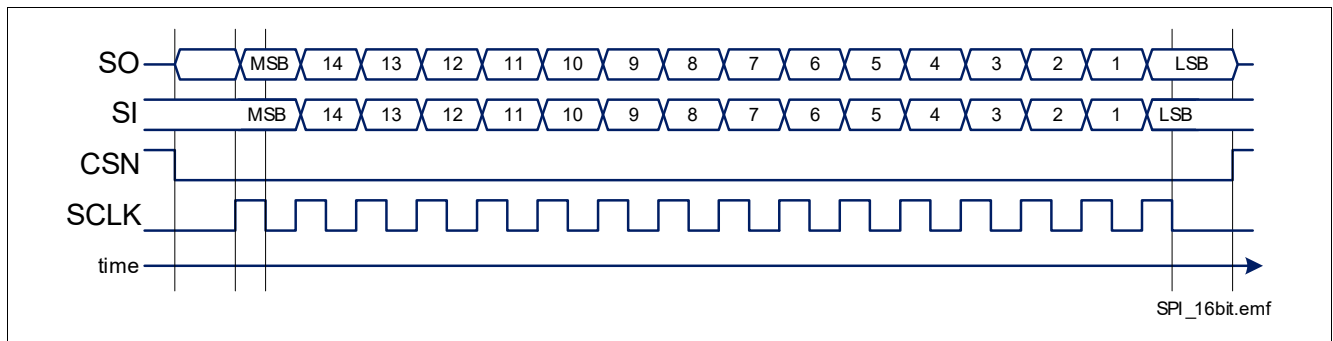 SO MSB 14 13 12 11 10 9 8 7 6 5 4 3 2 1 LSB
SI MSB 14 13 12 11 10 9 8 7 6 5 4 3 2 1 LSB
CSN
SCLK
time
SPI_16bit.emf